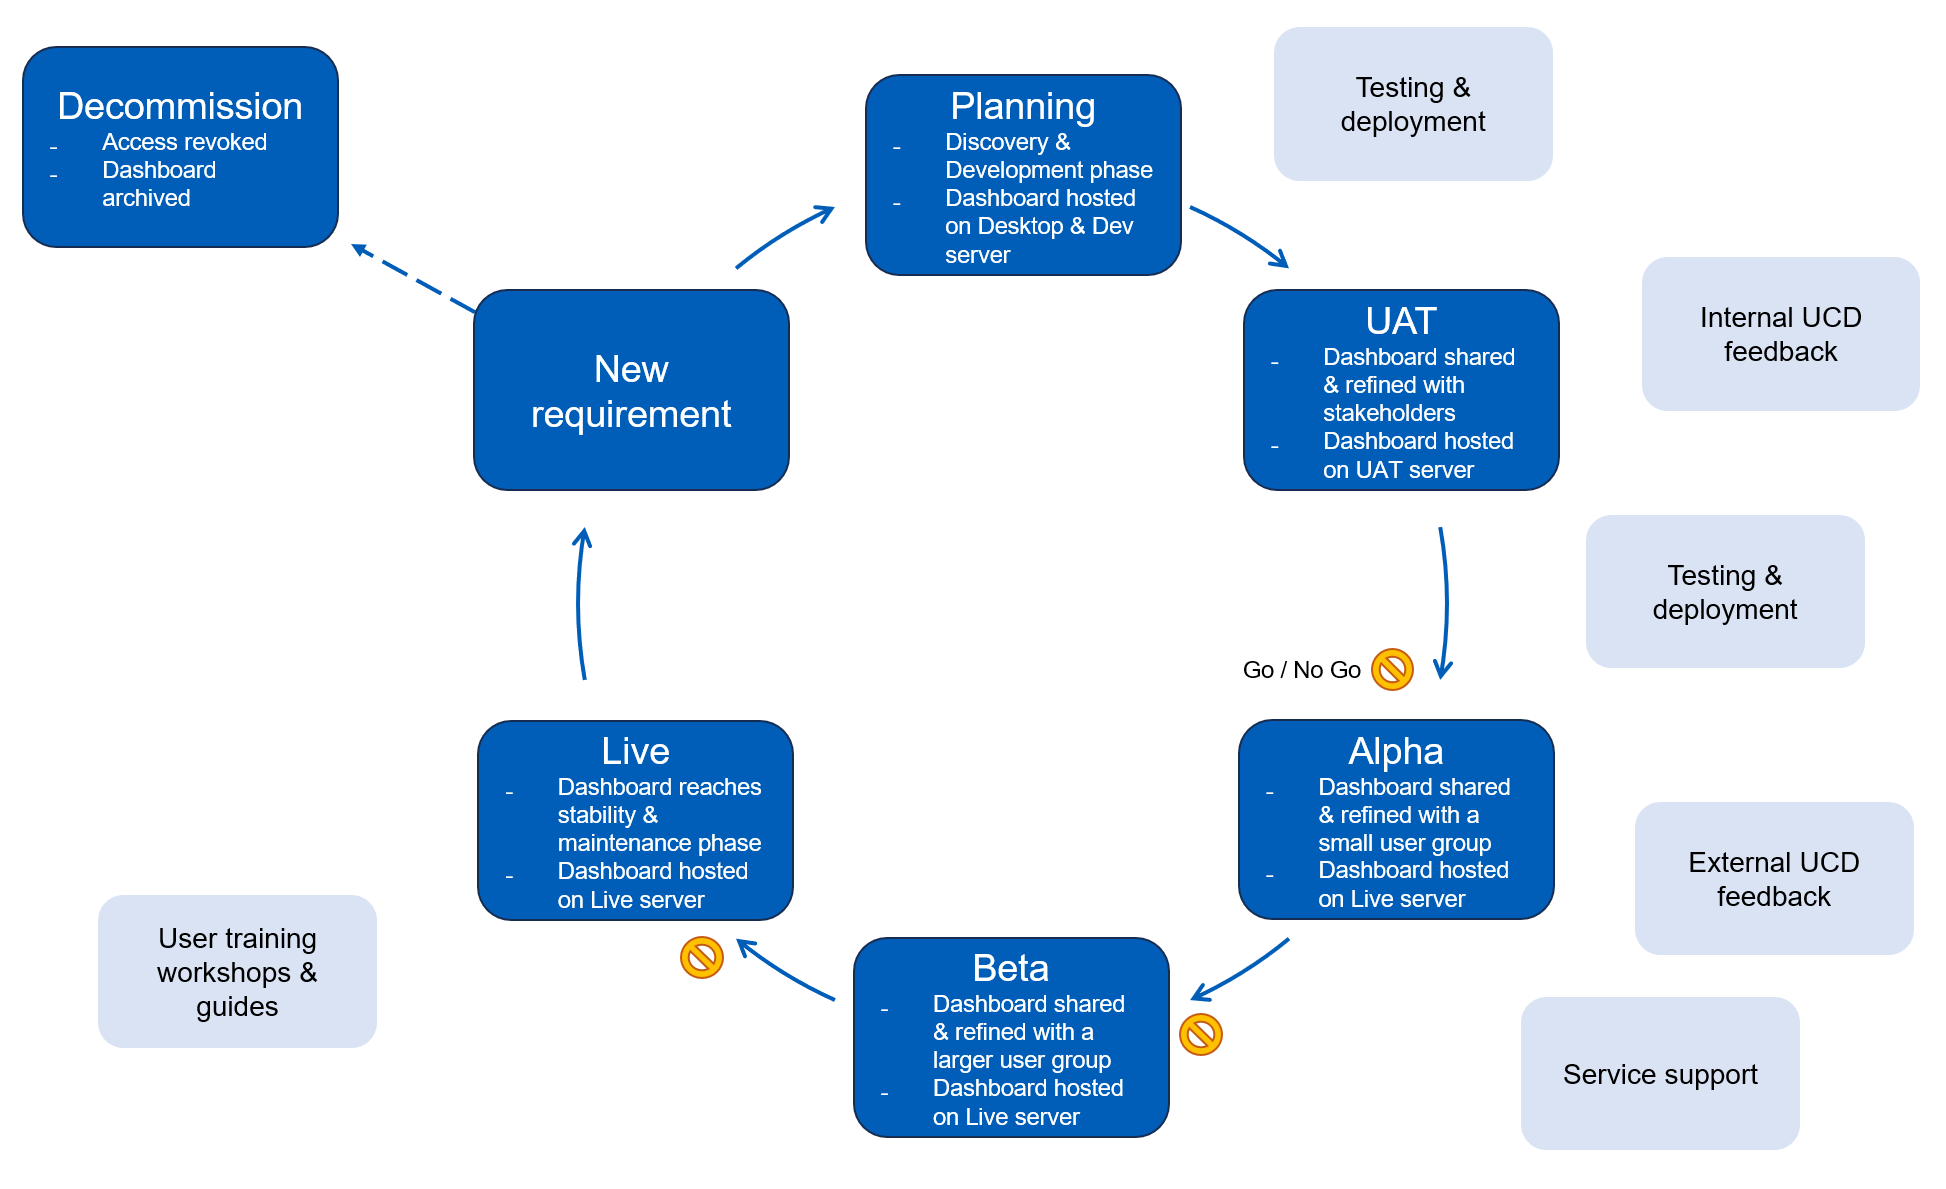 Decommission
- Access revoked
- Dashboard
archived
Planning
- Discovery &
Development phase
- Dashboard hosted
on Desktop & Dev
server
Testing &
deployment
New
requirement
UAT
- Dashboard shared
& refined with
stakeholders
- Dashboard hosted
on UAT server
Internal UCD
feedback
Testing &
deployment
Go / No Go
Live
- Dashboard reaches
stability &
maintenance phase
- Dashboard hosted
on Live server
Alpha
- Dashboard shared
& refined with a
small user group
- Dashboard hosted
on Live server
External UCD
feedback
User training
workshops &
guides
Beta
- Dashboard shared
& refined with a
larger user group
- Dashboard hosted
on Live server
Service support